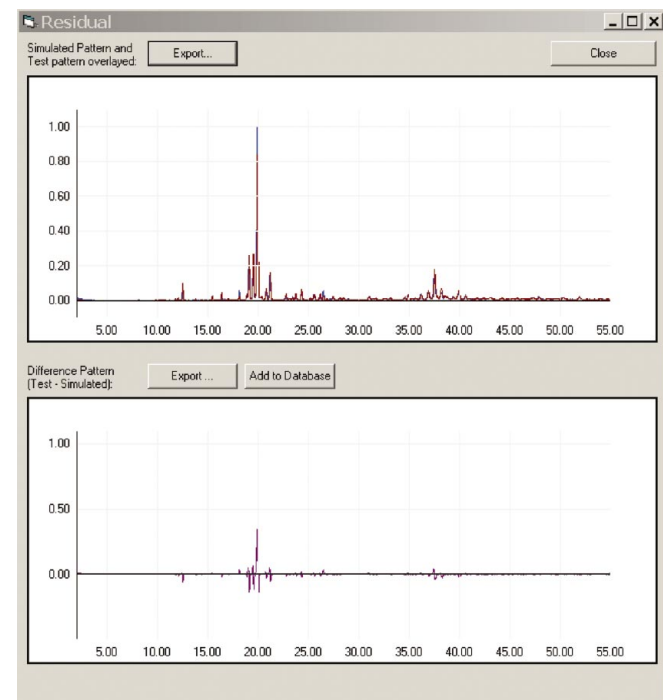 Residual
Simulated Pattern and
Test pattern overlayed:
Export...
Close
1.00
0.80
0.60
0.40
0.20
0.00
5.00 10.00 15.00 20.00 25.00 30.00 35.00 40.00 45.00 50.00 55.00
Difference Pattern
(Test - Simulated):
Export ...
Add to Database
1.00
0.50
0.00
5.00 10.00 15.00 20.00 25.00 30.00 35.00 40.00 45.00 50.00 55.00